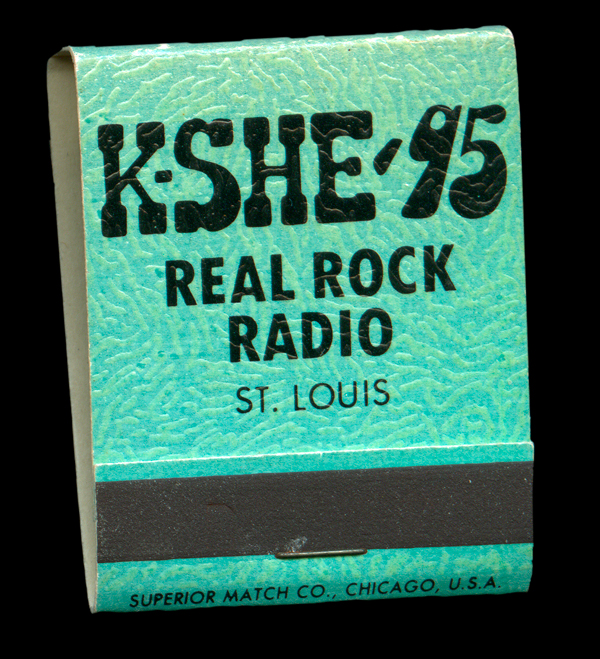 K-SHE-'95
REAL ROCK
RADIO
ST. LOUIS
SUPERIOR MATCH CO., CHICAGO, U.S.A.